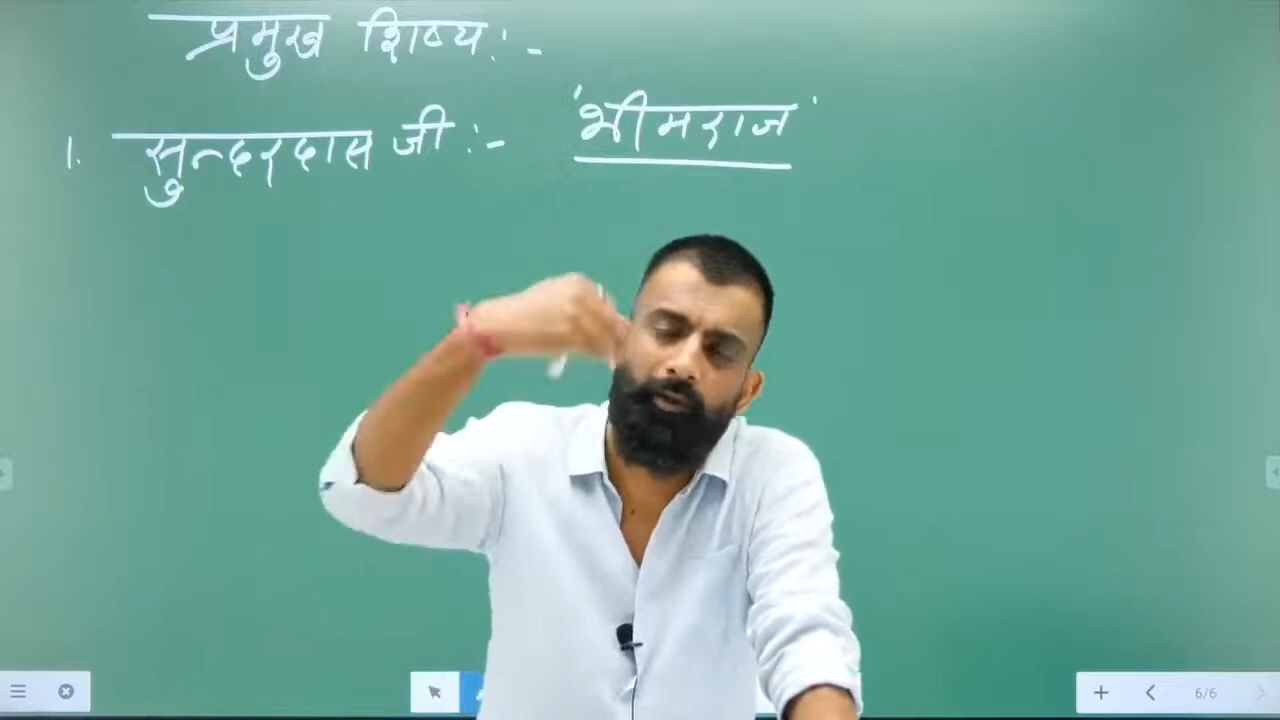 प्रमुख शिष्य :-
1. सुन्दरदास जी :- 'भीमराज'
6/6